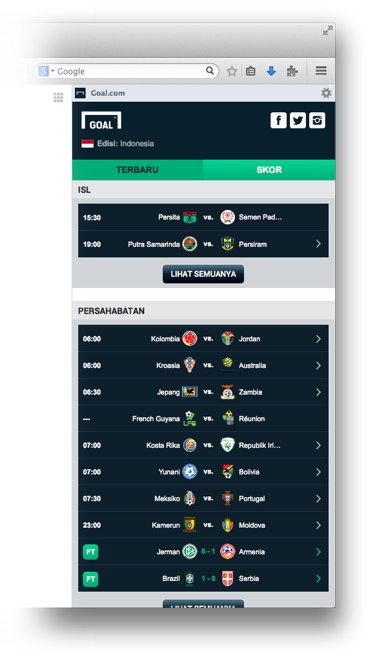 Google
Goal.com
GOAL
Edisi: Indonesia
TERBARU SKOR
ISL
15:30 Persita vs. Semen Pad...
19:00 Putra Samarinda vs. Persiram
LIHAT SEMUANYA
PERSAHABATAN
06:00 Kolombia vs. Jordan
06:00 Kroasia vs. Australia
06:30 Jepang vs. Zambia
— French Guyana vs. Réunion
07:00 Kosta Rika vs. Republik Irl...
07:00 Yunani vs. Bolivia
07:30 Meksiko vs. Portugal
23:00 Kamerun vs. Moldova
FT Jerman 6 - 1 Armenia
FT Brazil 1 - 0 Serbia
LIHAT SEMUANYA